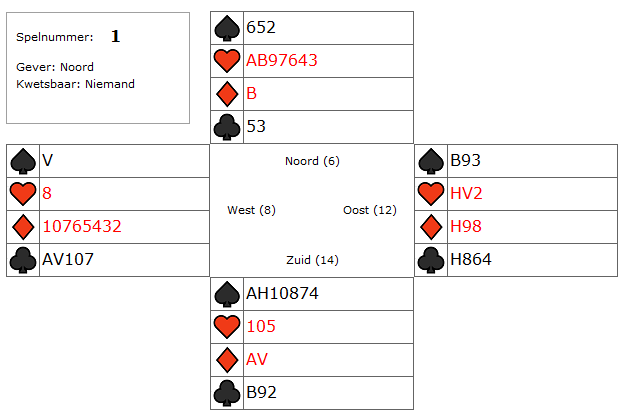 Spelnummer: 1
Gever: Noord
Kwetsbaar: Niemand
652
AB97643
B
53
V
8
10765432
AV107
Noord (6)
West (8) Oost (12)
Zuid (14)
B93
HV2
H98
H864
AH10874
105
AV
B92